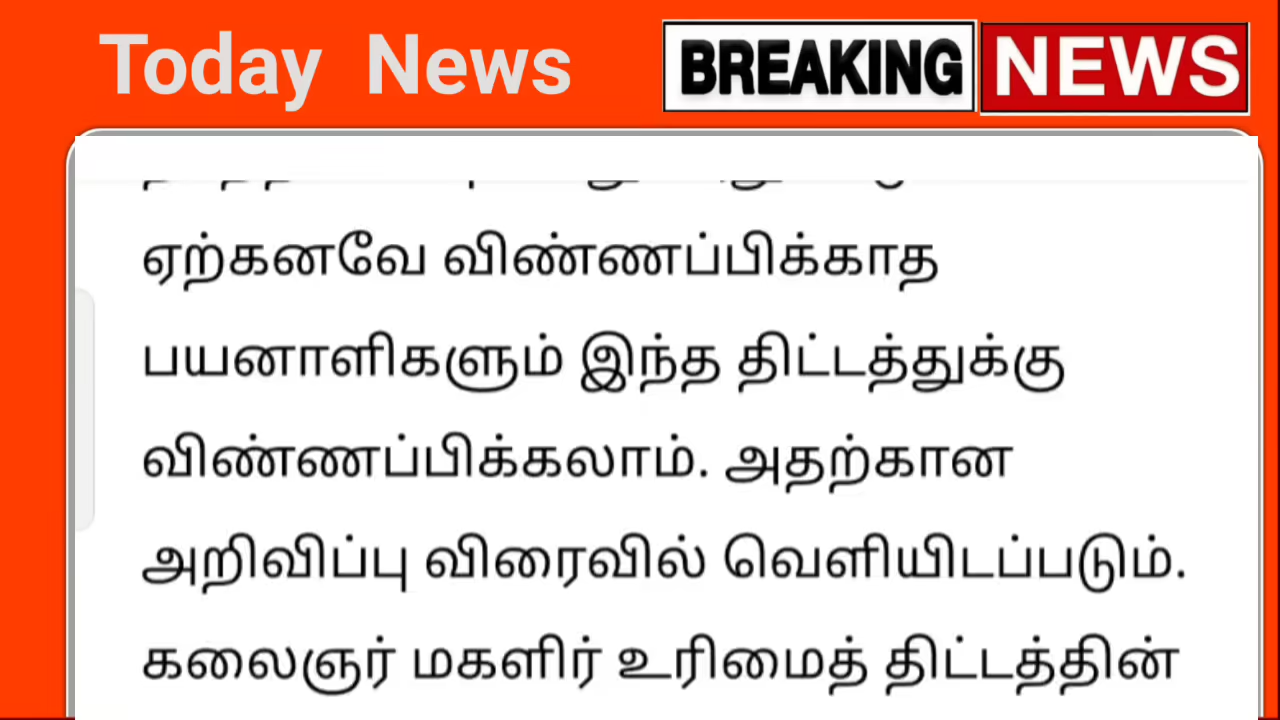 Today News
BREAKING NEWS
ஏற்கனவே விண்ணப்பிக்காத
பயனாளிகளும் இந்த திட்டத்துக்கு
விண்ணப்பிக்கலாம். அதற்கான
அறிவிப்பு விரைவில் வெளியிடப்படும்.
கலைஞர் மகளிர் உரிமைத் திட்டத்தின்